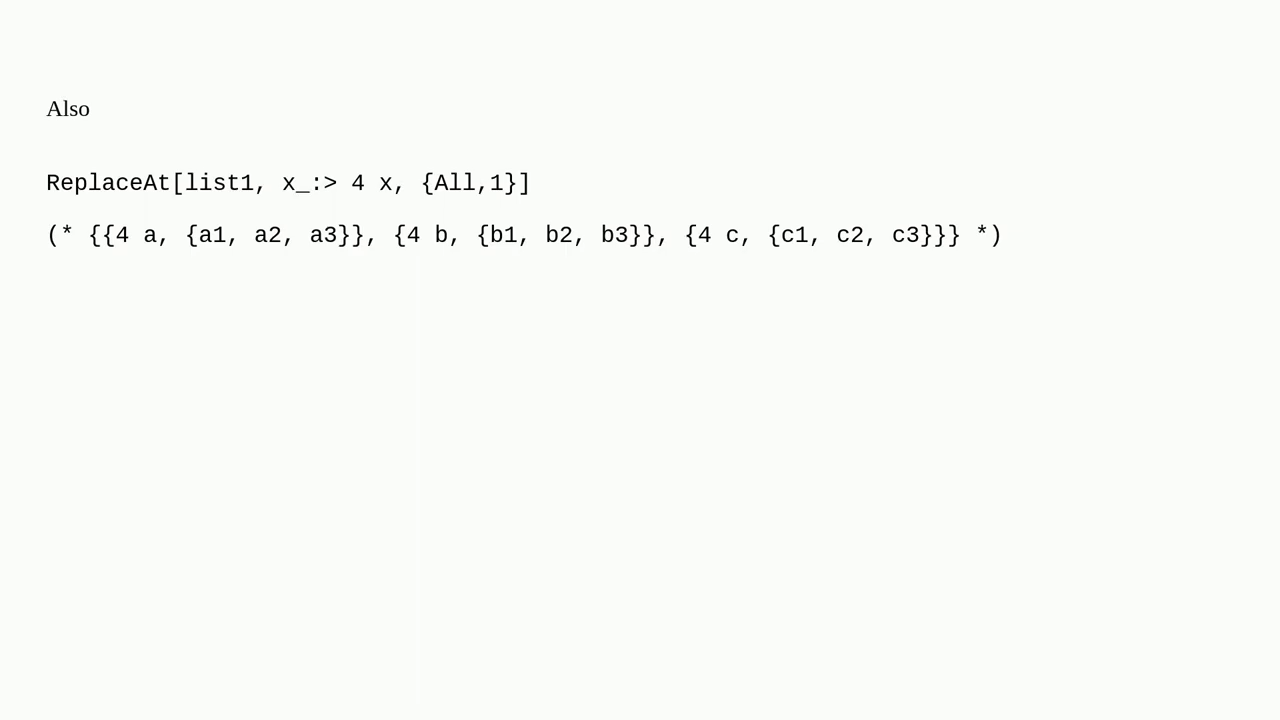 Also
ReplaceAt[list1, x_:> 4 x, {All,1}]
(* {{4 a, {a1, a2, a3}}, {4 b, {b1, b2, b3}}, {4 c, {c1, c2, c3}}} *)